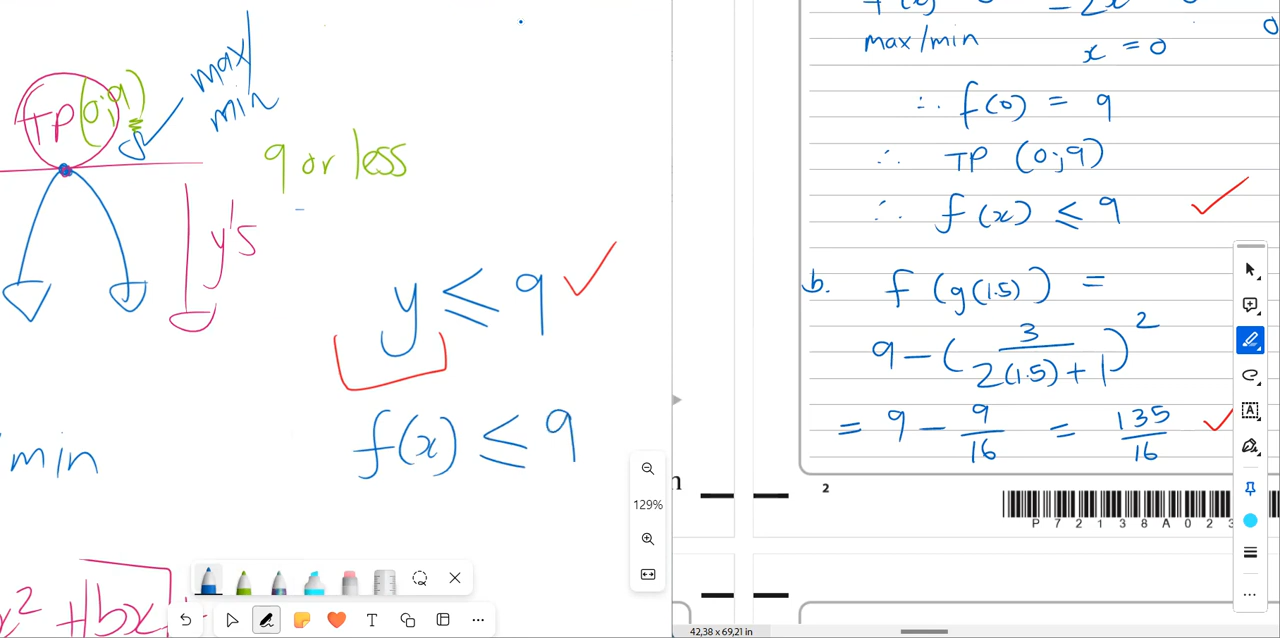 TP (0;9)
max/
min
9 or less
y's
y ≤ 9 ✓
f(x) ≤ 9
min
x² + bx
129%
max/min
x = 0
∴ f(0) = 9
∴ TP (0;9)
∴ f(x) ≤ 9 ✓
b. f(g(1.5)) =
9 - (3/(2(1.5)+1))²
= 9 - 9/16 = 135/16 ✓
2
P 7 2 1 3 8 A 0 2 3
42,38 x 69,21 in